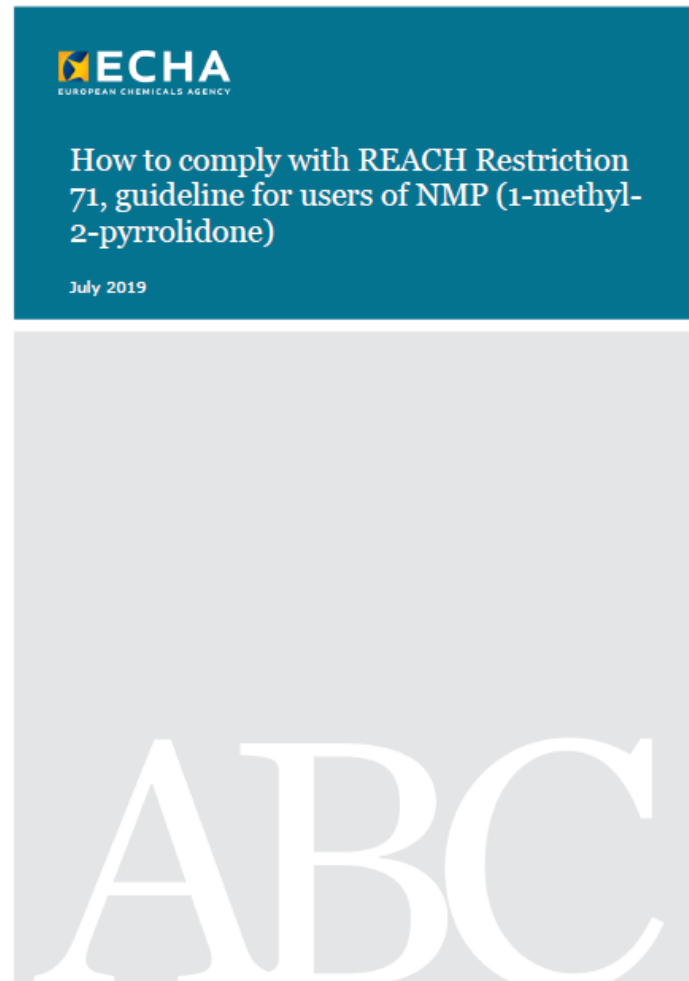 ECHA
EUROPEAN CHEMICALS AGENCY
How to comply with REACH Restriction
71, guideline for users of NMP (1-methyl-
2-pyrrolidone)
July 2019
ABC